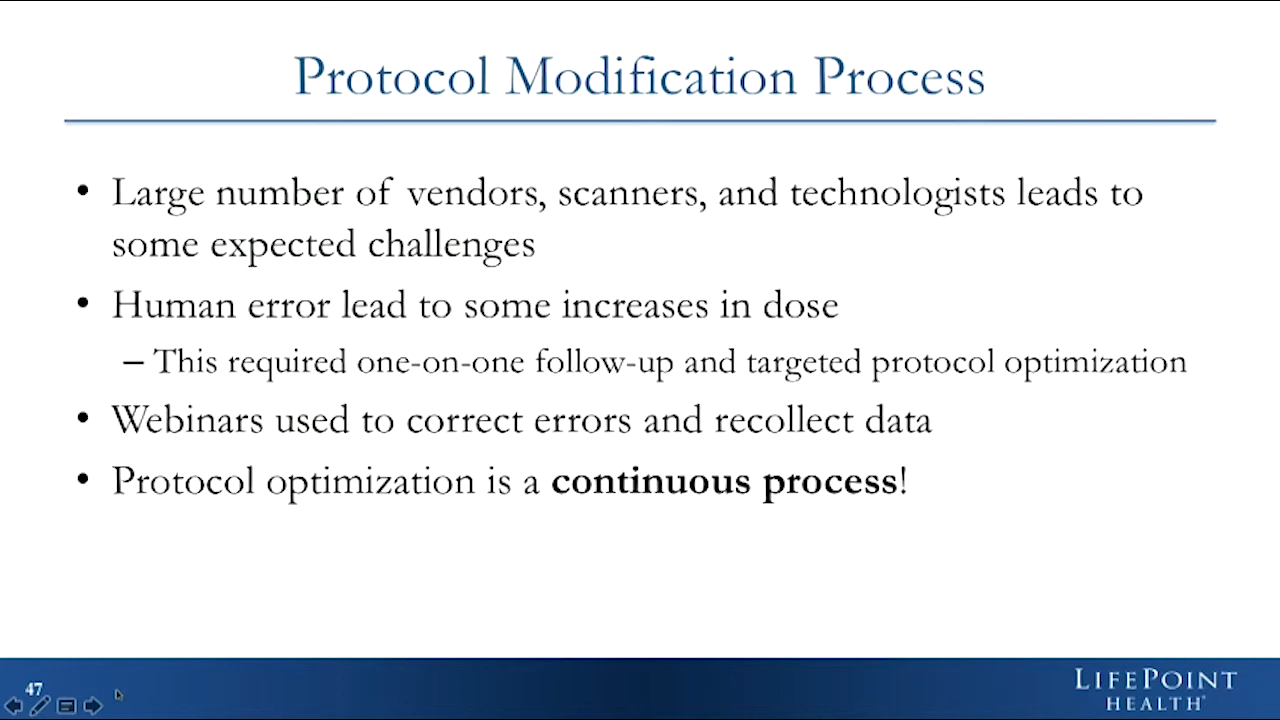 Protocol Modification Process
• Large number of vendors, scanners, and technologists leads to
some expected challenges
• Human error lead to some increases in dose
– This required one-on-one follow-up and targeted protocol optimization
• Webinars used to correct errors and recollect data
• Protocol optimization is a continuous process!
47
LIFEPOINT
HEALTH®